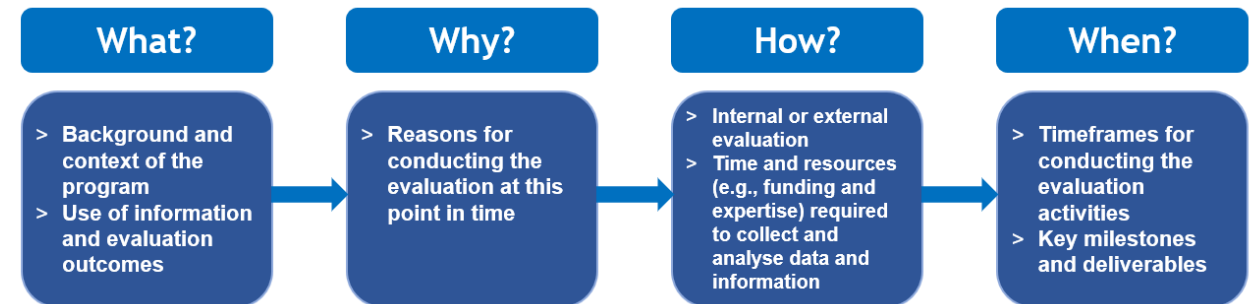 What?
> Background and
context of the
program
> Use of information
and evaluation
outcomes
Why?
> Reasons for
conducting the
evaluation at this
point in time
How?
> Internal or external
evaluation
> Time and resources
(e.g., funding and
expertise) required
to collect and
analyse data and
information
When?
> Timeframes for
conducting the
evaluation
activities
> Key milestones
and deliverables